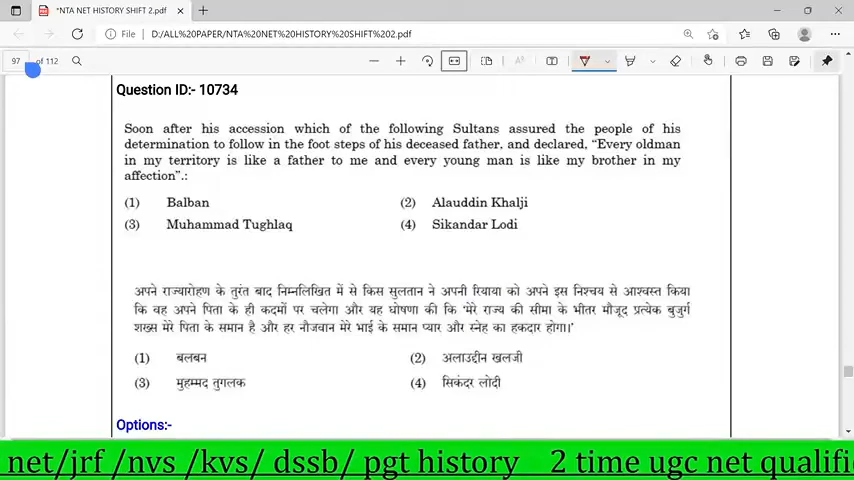 *NTA NET HISTORY SHIFT 2.pdf
File
D:/ALL%20PAPER/NTA%20NET%20HISTORY%20SHIFT%202.pdf
97 of 112
Question ID:- 10734
Soon after his accession which of the following Sultans assured the people of his
determination to follow in the foot steps of his deceased father, and declared, “Every oldman
in my territory is like a father to me and every young man is like my brother in my
affection”.:
(1) Balban (2) Alauddin Khalji
(3) Muhammad Tughlaq (4) Sikandar Lodi
अपने राज्यारोहण के तुरंत बाद निम्नलिखित में से किस सुलतान ने अपनी रियाया को अपने इस निश्चय से आश्वस्त किया
कि वह अपने पिता के ही कदमों पर चलेगा और यह घोषणा की कि ‘मेरे राज्य की सीमा के भीतर मौजूद प्रत्येक बुजुर्ग
शख्स मेरे पिता के समान है और हर नौजवान मेरे भाई के समान प्यार और स्नेह का हकदार होगा।’
(1) बलबन (2) अलाउद्दीन खलजी
(3) मुहम्मद तुगलक (4) सिकंदर लोदी
Options:-
net/jrf /nvs /kvs/ dssb/ pgt history 2 time ugc net qualifi